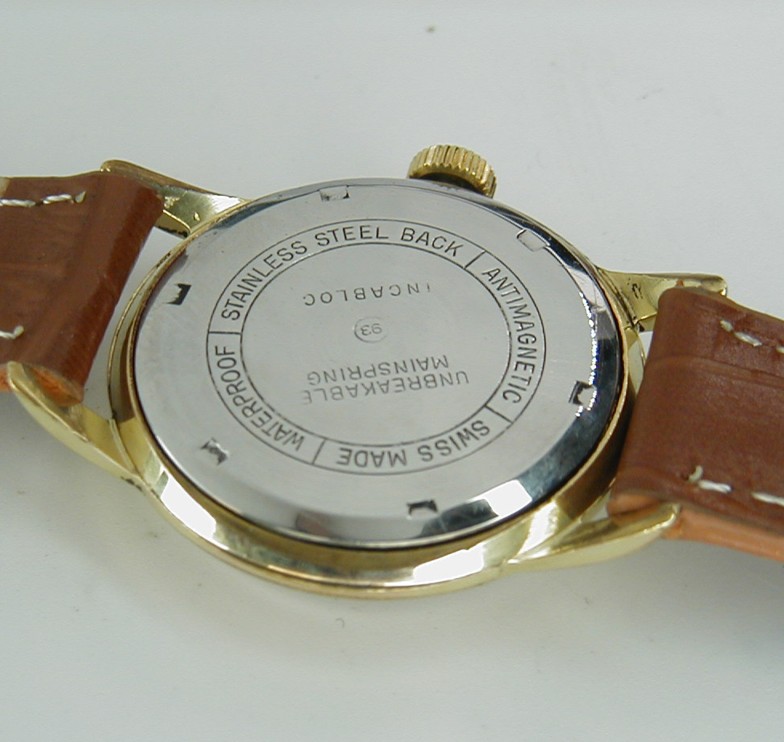 STAINLESS STEEL BACK
ANTIMAGNETIC
SWISS MADE
WATERPROOF
UNBREAKABLE
MAINSPRING
93
INCABLOC